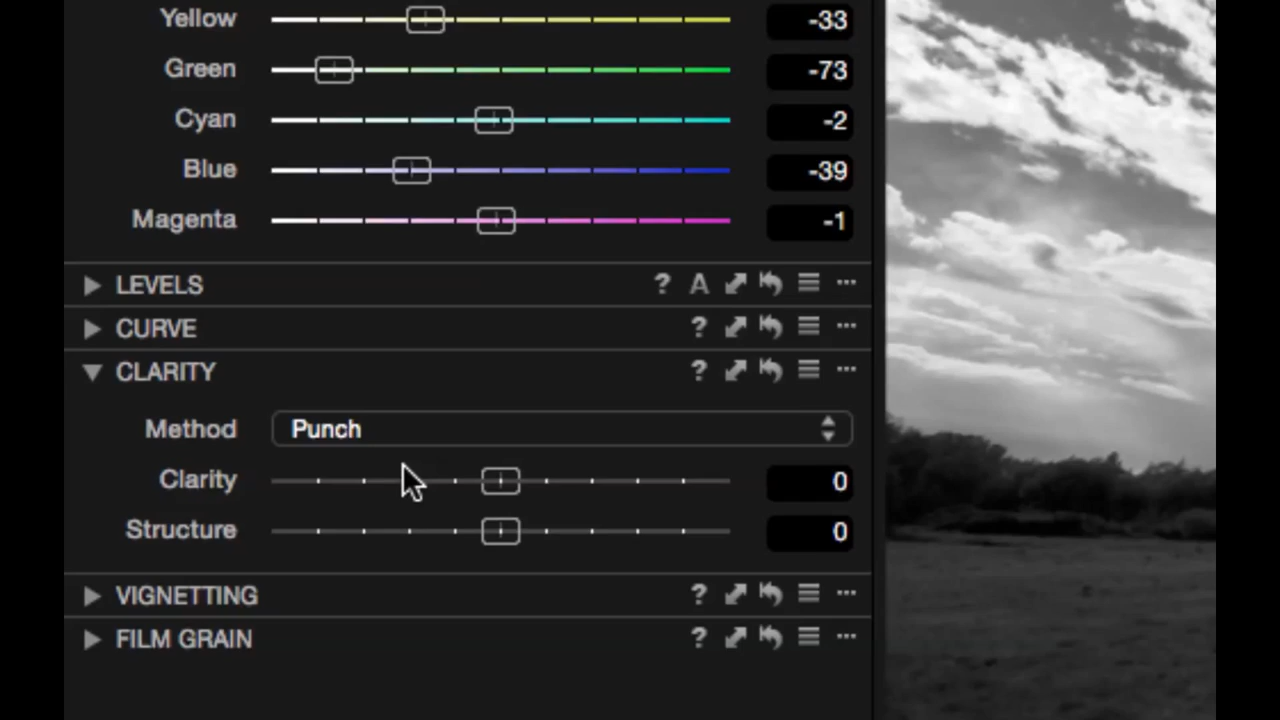 Yellow -33
Green -73
Cyan -2
Blue -39
Magenta -1
LEVELS ? A
CURVE ?
CLARITY ?
Method Punch
Clarity 0
Structure 0
VIGNETTING ?
FILM GRAIN ?